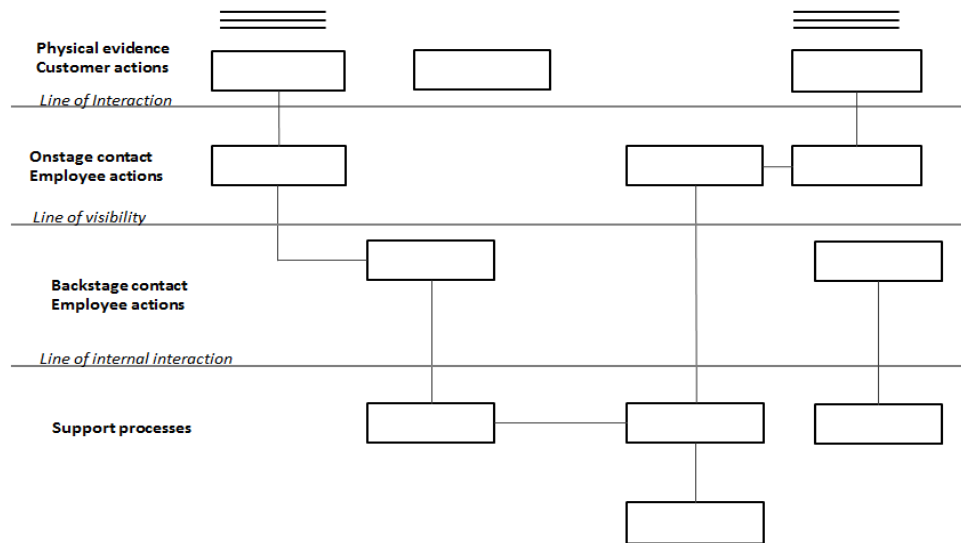 Physical evidence
Customer actions
Line of Interaction
Onstage contact
Employee actions
Line of visibility
Backstage contact
Employee actions
Line of internal interaction
Support processes